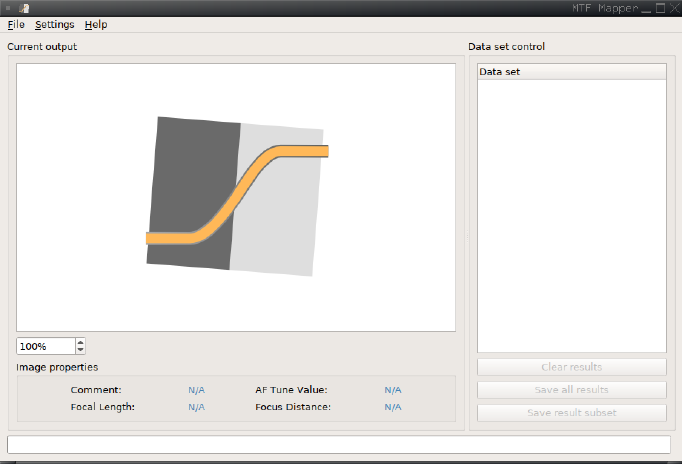 MTF Mapper
File Settings Help
Current output
Data set control
Data set
100%
Image properties
Comment: N/A AF Tune Value: N/A
Focal Length: N/A Focus Distance: N/A
Clear results
Save all results
Save result subset